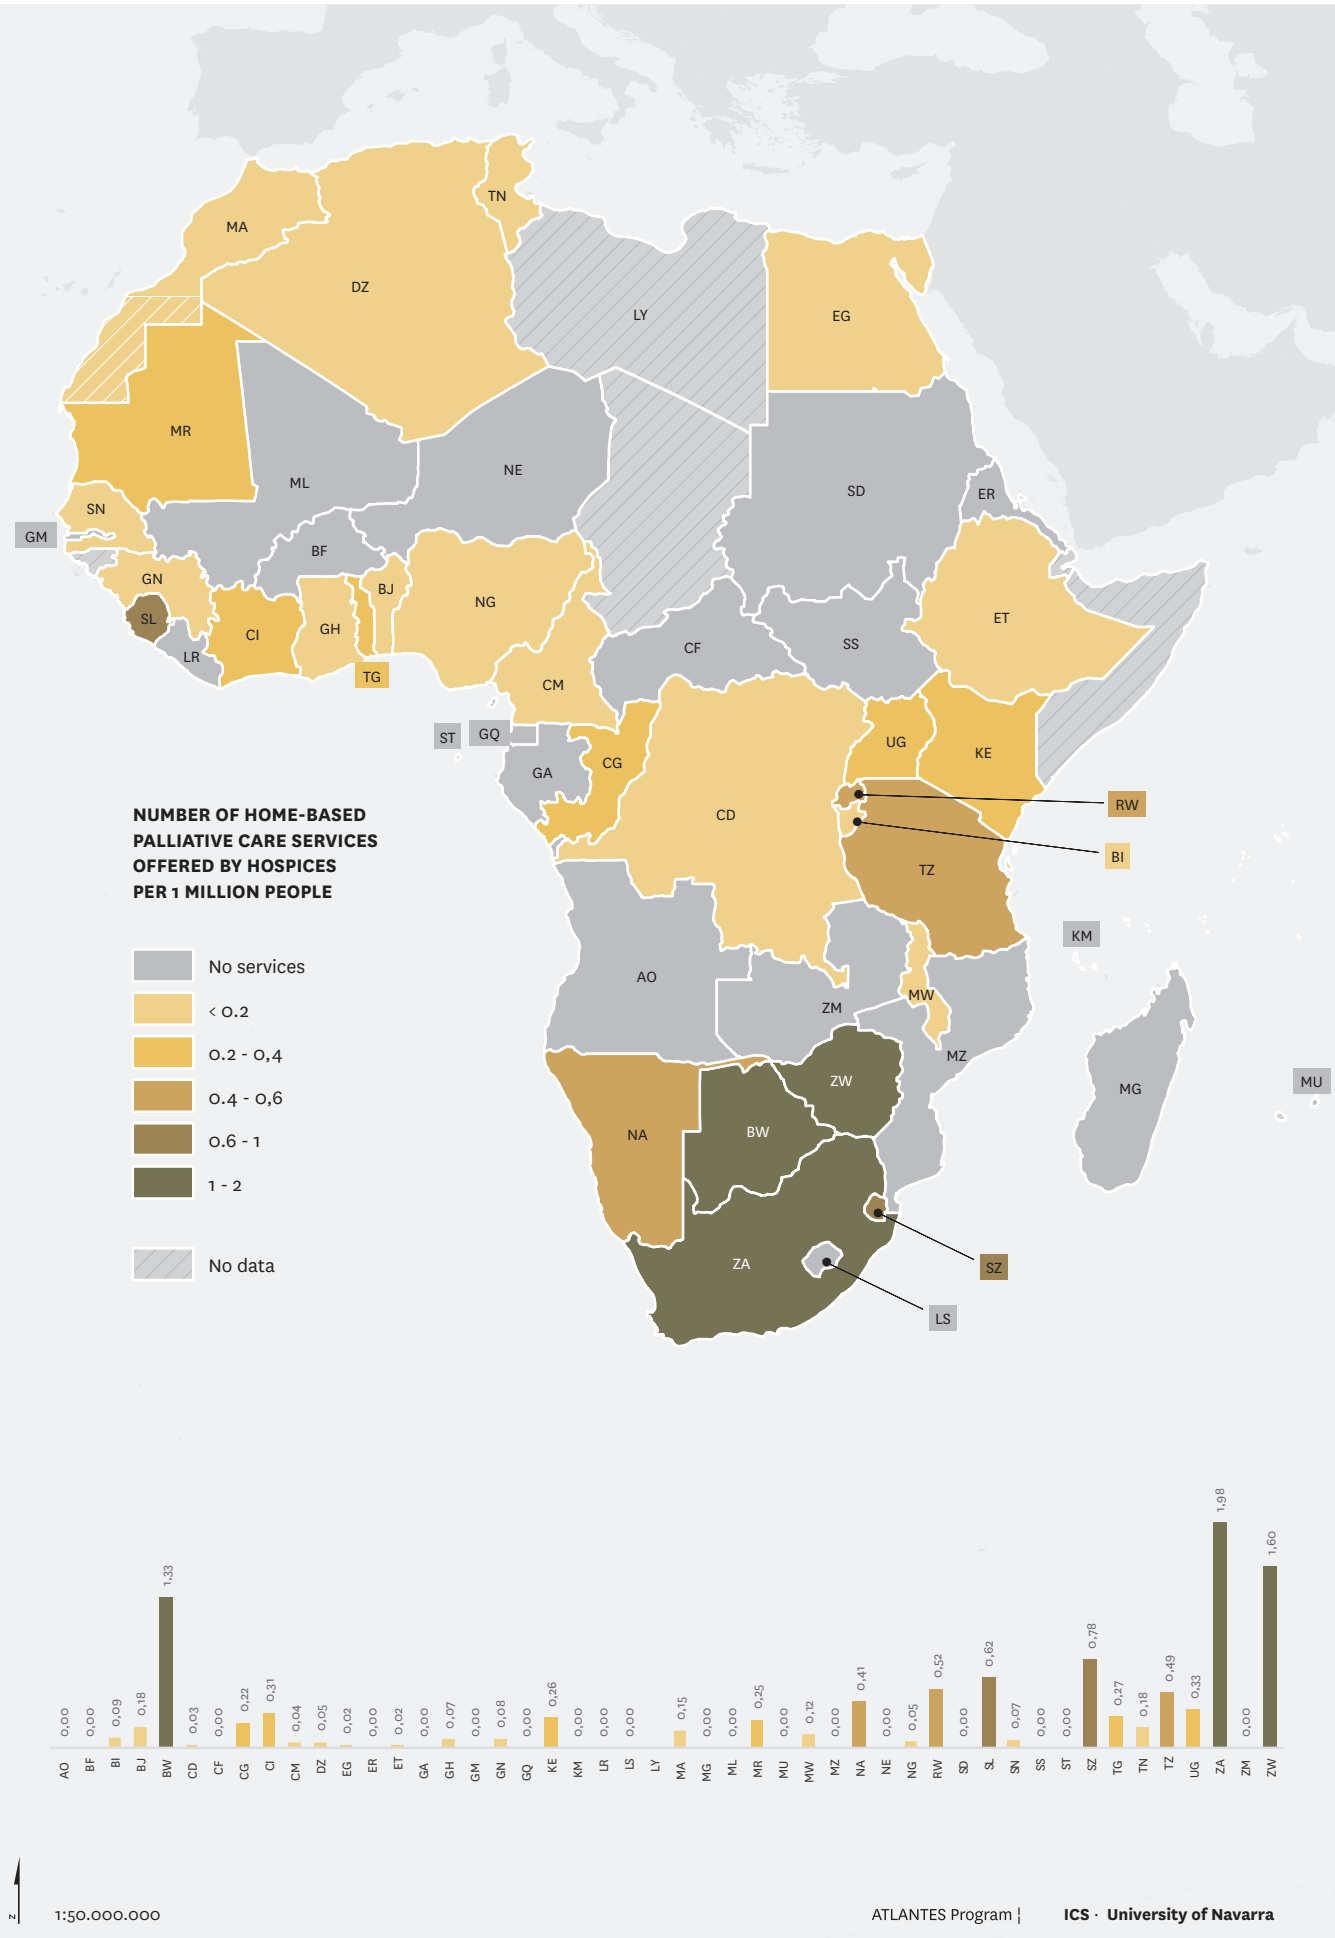 TN
MA
DZ
LY
EG
MR
NE
ML
SD
ER
SN
GM
BF
GN
BJ
NG
SL
CI
GH
ET
LR
CF
SS
TG
CM
ST
GQ
UG
KE
GA
CG
RW
CD
BI
TZ
KM
AO
MW
ZM
MZ
MG
MU
ZW
NA
BW
ZA
SZ
LS
NUMBER OF HOME-BASED
PALLIATIVE CARE SERVICES
OFFERED BY HOSPICES
PER 1 MILLION PEOPLE
No services
< 0.2
0.2 - 0,4
0.4 - 0,6
0.6 - 1
1 - 2
No data
0,00 0,00 0,09 0,18 1,33 0,03 0,00 0,22 0,31 0,04 0,05 0,02 0,00 0,02 0,00 0,07 0,00 0,08 0,00 0,26 0,00 0,00 0,00 0,15 0,00 0,00 0,25 0,00 0,12 0,00 0,41 0,00 0,05 0,52 0,00 0,62 0,07 0,00 0,00 0,78 0,27 0,18 0,49 0,33 1,98 0,00 1,60
AO BF BI BJ BW CD CF CG CI CM DZ EG ER ET GA GH GM GN GQ KE KM LR LS LY MA MG ML MR MU MW MZ NA NE NG RW SD SL SN SS ST SZ TG TN TZ UG ZA ZM ZW
N
1:50.000.000
ATLANTES Program ¦ ICS · University of Navarra